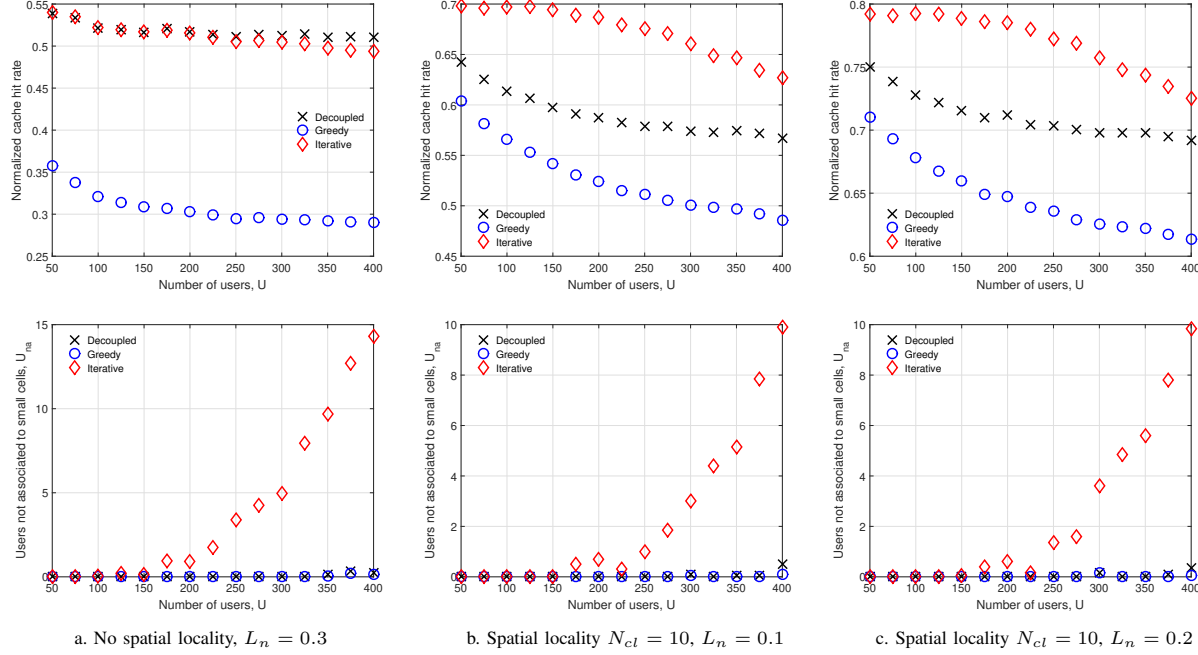 0.55
0.5
0.45
0.4
0.35
0.3
0.25
Normalized cache hit rate
Decoupled
Greedy
Iterative
50 100 150 200 250 300 350 400
Number of users, U
0.7
0.65
0.6
0.55
0.5
0.45
Normalized cache hit rate
Decoupled
Greedy
Iterative
50 100 150 200 250 300 350 400
Number of users, U
0.8
0.75
0.7
0.65
0.6
Normalized cache hit rate
Decoupled
Greedy
Iterative
50 100 150 200 250 300 350 400
Number of users, U
15
10
5
0
Users not associated to small cells, U_na
Decoupled
Greedy
Iterative
50 100 150 200 250 300 350 400
Number of users, U
10
8
6
4
2
0
Users not associated to small cells, U_na
Decoupled
Greedy
Iterative
50 100 150 200 250 300 350 400
Number of users, U
10
8
6
4
2
0
Users not associated to small cells, U_na
Decoupled
Greedy
Iterative
50 100 150 200 250 300 350 400
Number of users, U
a. No spatial locality, L_n = 0.3
b. Spatial locality N_cl = 10, L_n = 0.1
c. Spatial locality N_cl = 10, L_n = 0.2